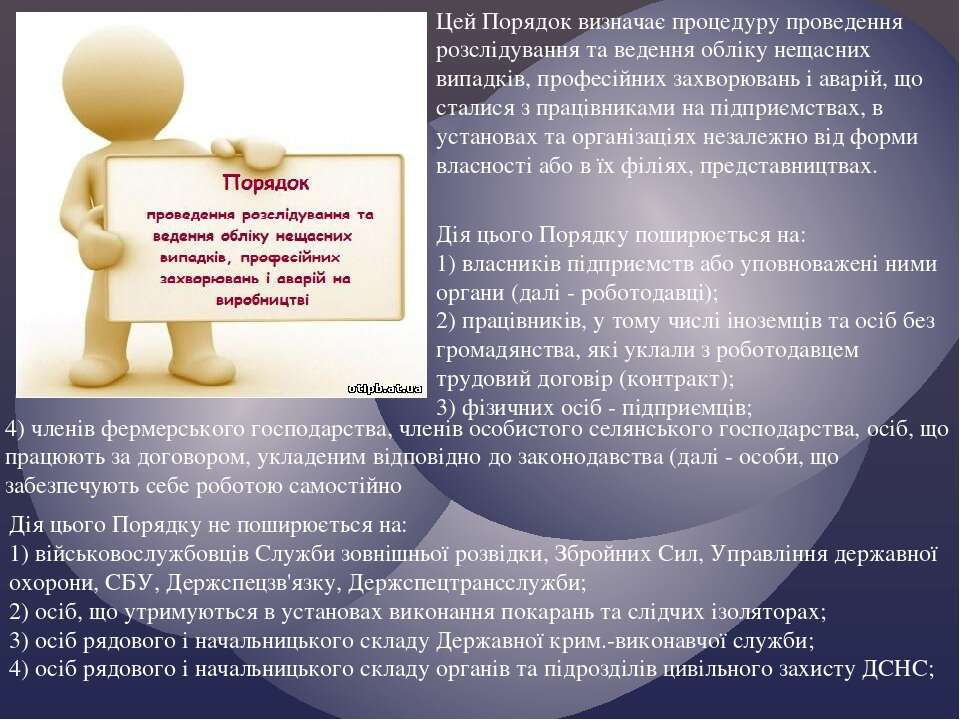 Цей Порядок визначає процедуру проведення
розслідування та ведення обліку нещасних
випадків, професійних захворювань і аварій, що
сталися з працівниками на підприємствах, в
установах та організаціях незалежно від форми
власності або в їх філіях, представництвах.
Порядок
проведення розслідування та
ведення обліку нещасних
випадків, професійних
захворювань і аварій на
виробництві
otipb.at.ua
Дія цього Порядку поширюється на:
1) власників підприємств або уповноважені ними
органи (далі - роботодавці);
2) працівників, у тому числі іноземців та осіб без
громадянства, які уклали з роботодавцем
трудовий договір (контракт);
3) фізичних осіб - підприємців;
4) членів фермерського господарства, членів особистого селянського господарства, осіб, що
працюють за договором, укладеним відповідно до законодавства (далі - особи, що
забезпечують себе роботою самостійно
Дія цього Порядку не поширюється на:
1) військовослужбовців Служби зовнішньої розвідки, Збройних Сил, Управління державної
охорони, СБУ, Держспецзв'язку, Держспецтрансслужби;
2) осіб, що утримуються в установах виконання покарань та слідчих ізоляторах;
3) осіб рядового і начальницького складу Державної крим.-виконавчої служби;
4) осіб рядового і начальницького складу органів та підрозділів цивільного захисту ДСНС;